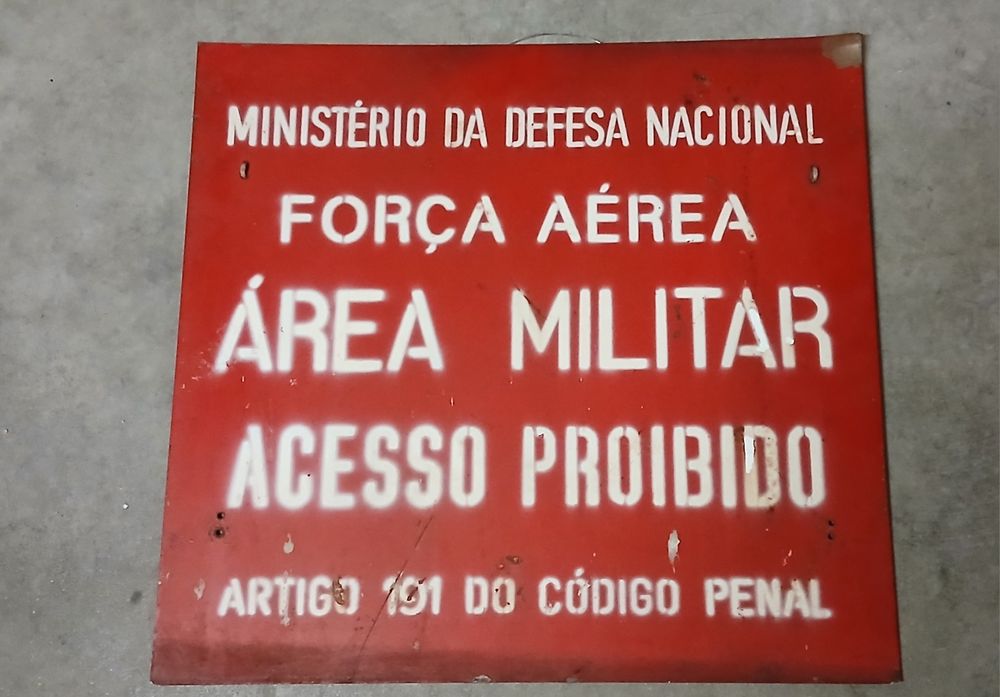 MINISTÉRIO DA DEFESA NACIONAL
FORÇA AÉREA
ÁREA MILITAR
ACESSO PROIBIDO
ARTIGO 191 DO CÓDIGO PENAL